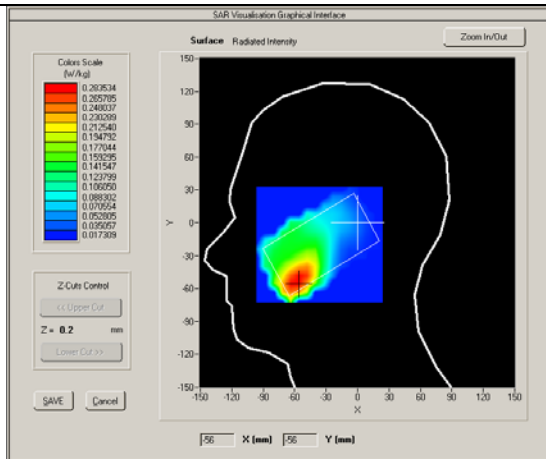 SAR Visualisation Graphical Interface
Surface Radiated Intensity
Zoom In/Out
Colors Scale
(W/kg)
0.283534
0.265785
0.248037
0.230289
0.212540
0.194792
0.177044
0.159295
0.141547
0.123799
0.106050
0.088302
0.070554
0.052805
0.035057
0.017309
Z-Cuts Control
<< Upper Cut
Z = 0.2 mm
Lower Cut >>
SAVE Cancel
Y
150
120
90
60
30
0
-30
-60
-90
-120
-150
-150 -120 -90 -60 -30 0 30 60 90 120 150
X
-56 X (mm) -56 Y (mm)